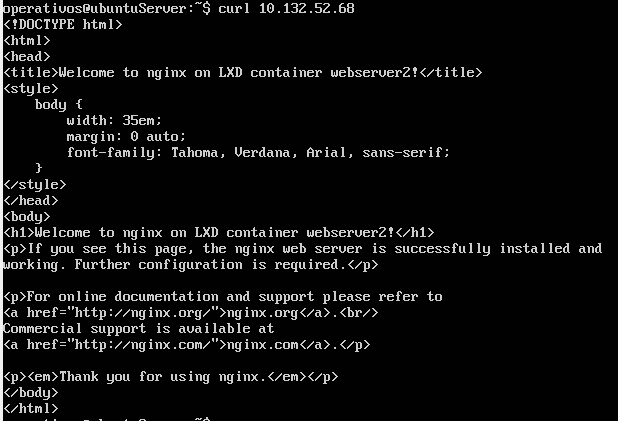 operativos@ubuntuServer:~$ curl 10.132.52.68
<!DOCTYPE html>
<html>
<head>
<title>Welcome to nginx on LXD container webserver2!</title>
<style>
    body {
        width: 35em;
        margin: 0 auto;
        font-family: Tahoma, Verdana, Arial, sans-serif;
    }
</style>
</head>
<body>
<h1>Welcome to nginx on LXD container webserver2!</h1>
<p>If you see this page, the nginx web server is successfully installed and
working. Further configuration is required.</p>

<p>For online documentation and support please refer to
<a href="http://nginx.org/">nginx.org</a>.<br/>
Commercial support is available at
<a href="http://nginx.com/">nginx.com</a>.</p>

<p><em>Thank you for using nginx.</em></p>
</body>
</html>